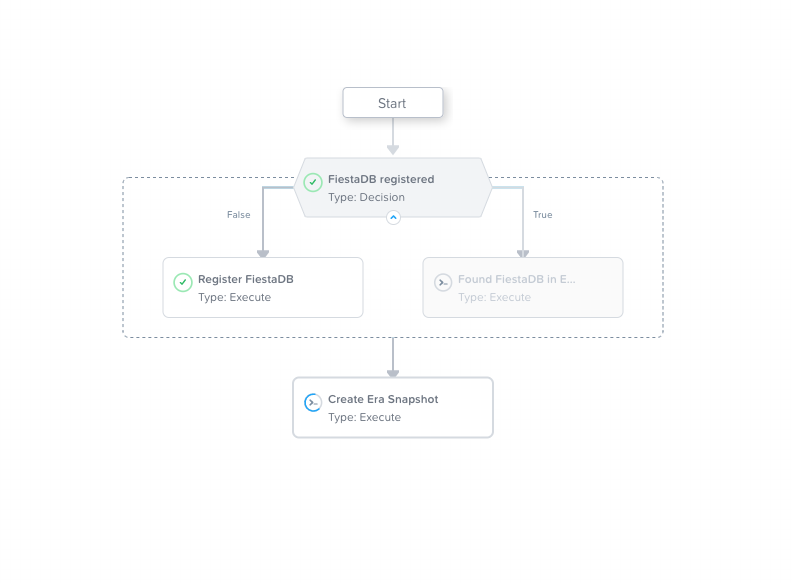 Start
FiestaDB registered
Type: Decision
False
True
Register FiestaDB
Type: Execute
Found FiestaDB in E...
Type: Execute
Create Era Snapshot
Type: Execute